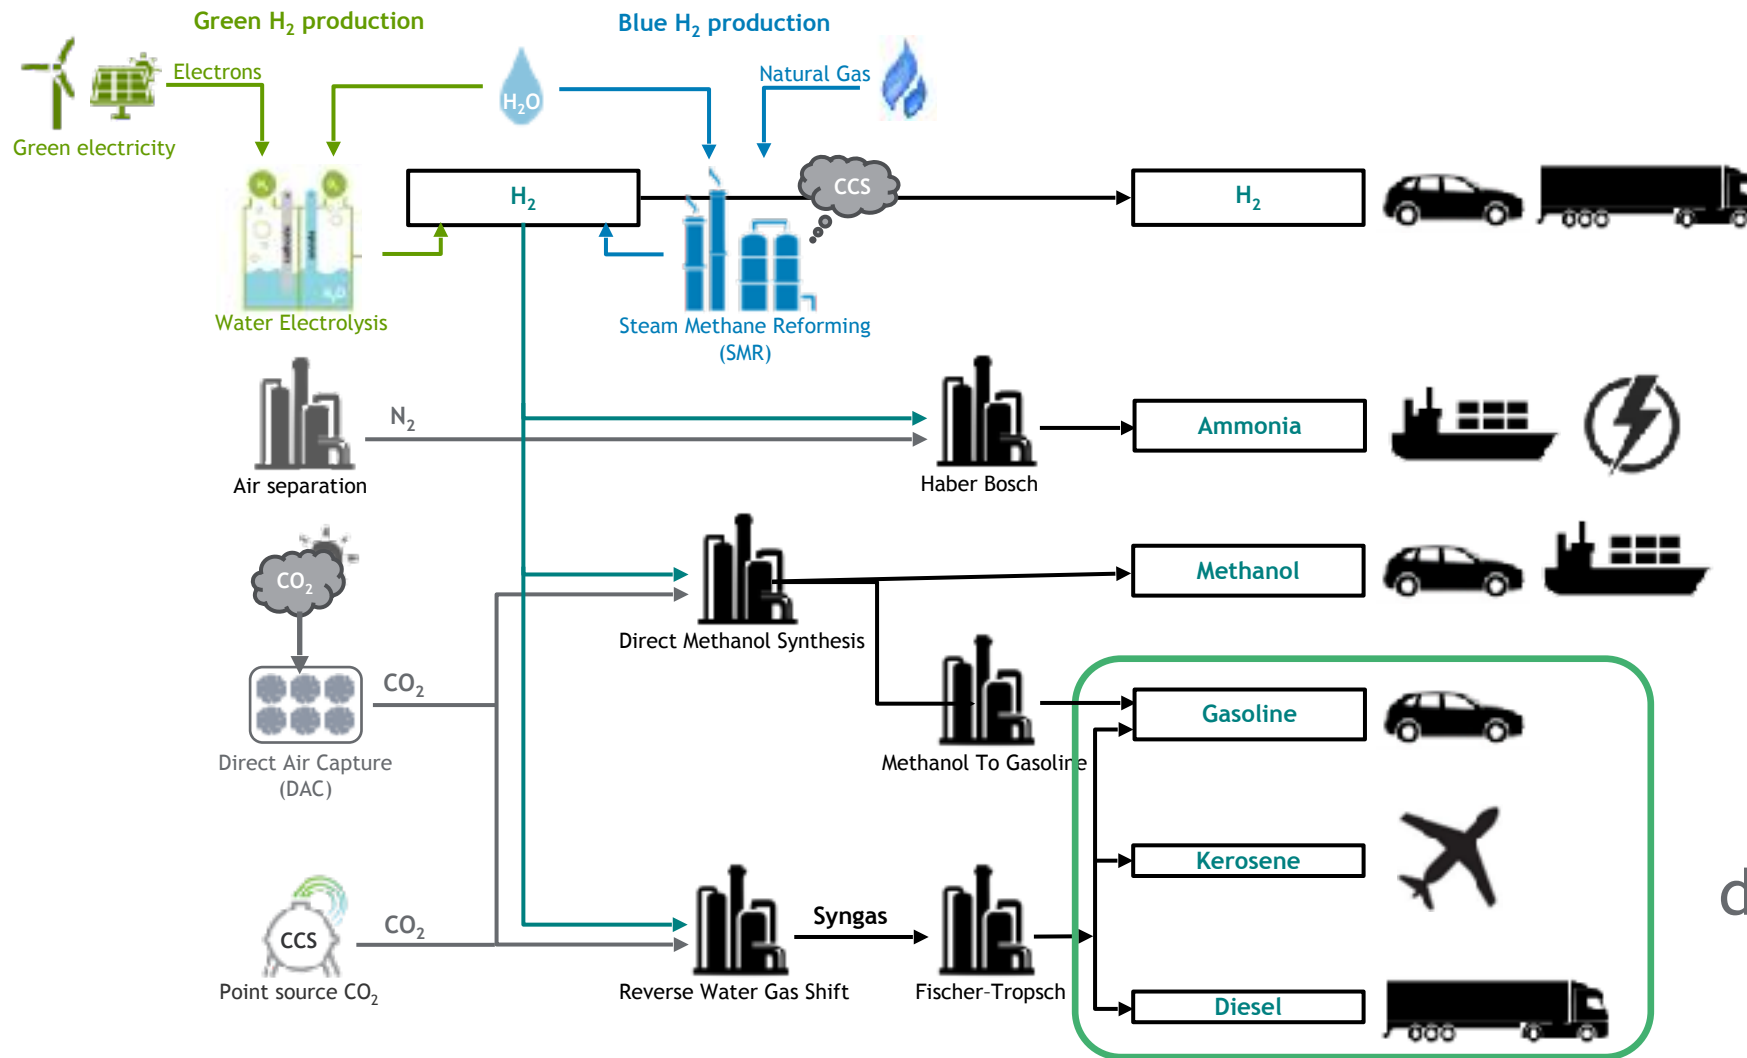 Green H₂ production
Blue H₂ production
Electrons
Natural Gas
H₂O
Green electricity
CCS
H₂
H₂
H₂O
Water Electrolysis
Steam Methane Reforming
(SMR)
N₂
Ammonia
Air separation
Haber Bosch
CO₂
Methanol
Direct Methanol Synthesis
CO₂
Gasoline
Direct Air Capture
(DAC)
Methanol To Gasoline
Kerosene
d
Syngas
CCS
CO₂
Point source CO₂
Reverse Water Gas Shift
Fischer-Tropsch
Diesel